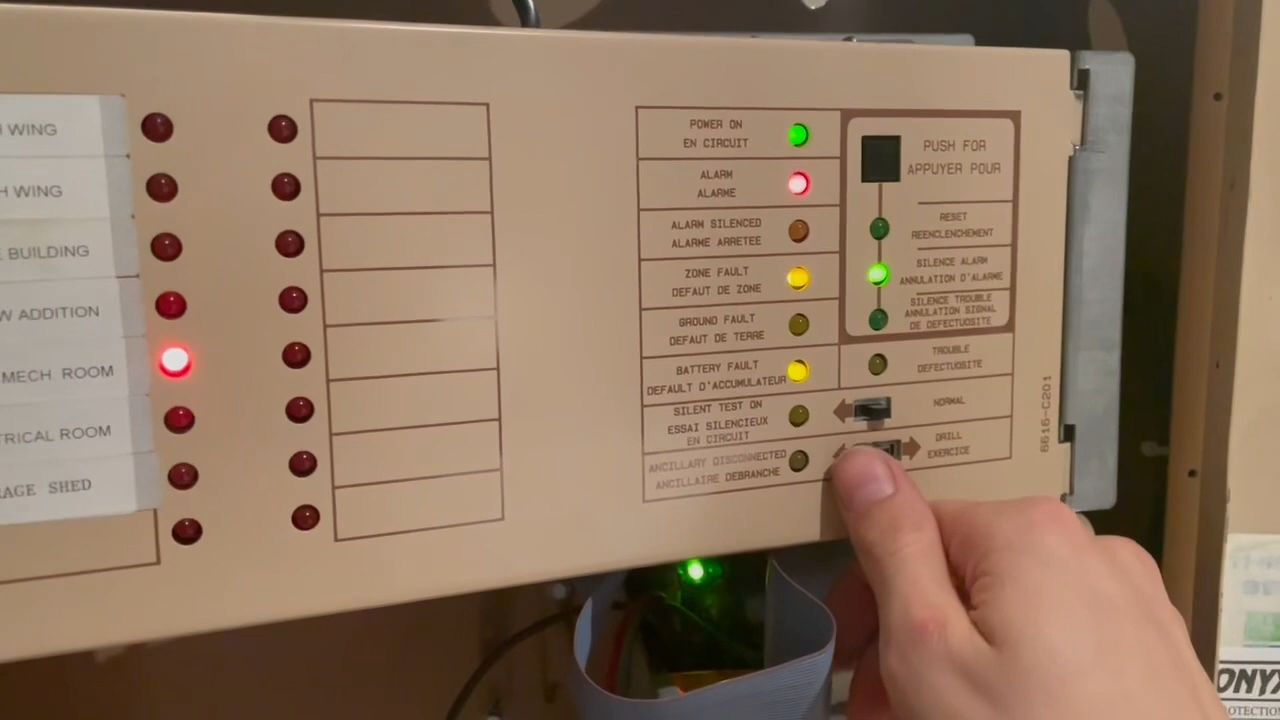 WING
WING
BUILDING
ADDITION
MECH ROOM
ROOM
SHED
POWER ON
EN CIRCUIT
ALARM
ALARME
ALARM SILENCED
ALARME ARRETEE
ZONE FAULT
DEFAUT DE ZONE
GROUND FAULT
DEFAUT DE TERRE
BATTERY FAULT
DEFAULT D'ACCUMULATEUR
SILENT TEST ON
ESSAI SILENCIEUX
EN CIRCUIT
ANCILLARY DISCONNECTED
ANCILLAIRE DEBRANCHE
PUSH FOR
APPUYER POUR
RESET
REENCLENCHEMENT
SILENCE ALARM
ANNULATION D'ALARME
SILENCE TROUBLE
ANNULATION SIGNAL
DE DEFECTUOSITE
TROUBLE
DEFECTUOSITE
NORMAL
DRILL
EXERCICE
6616-C201